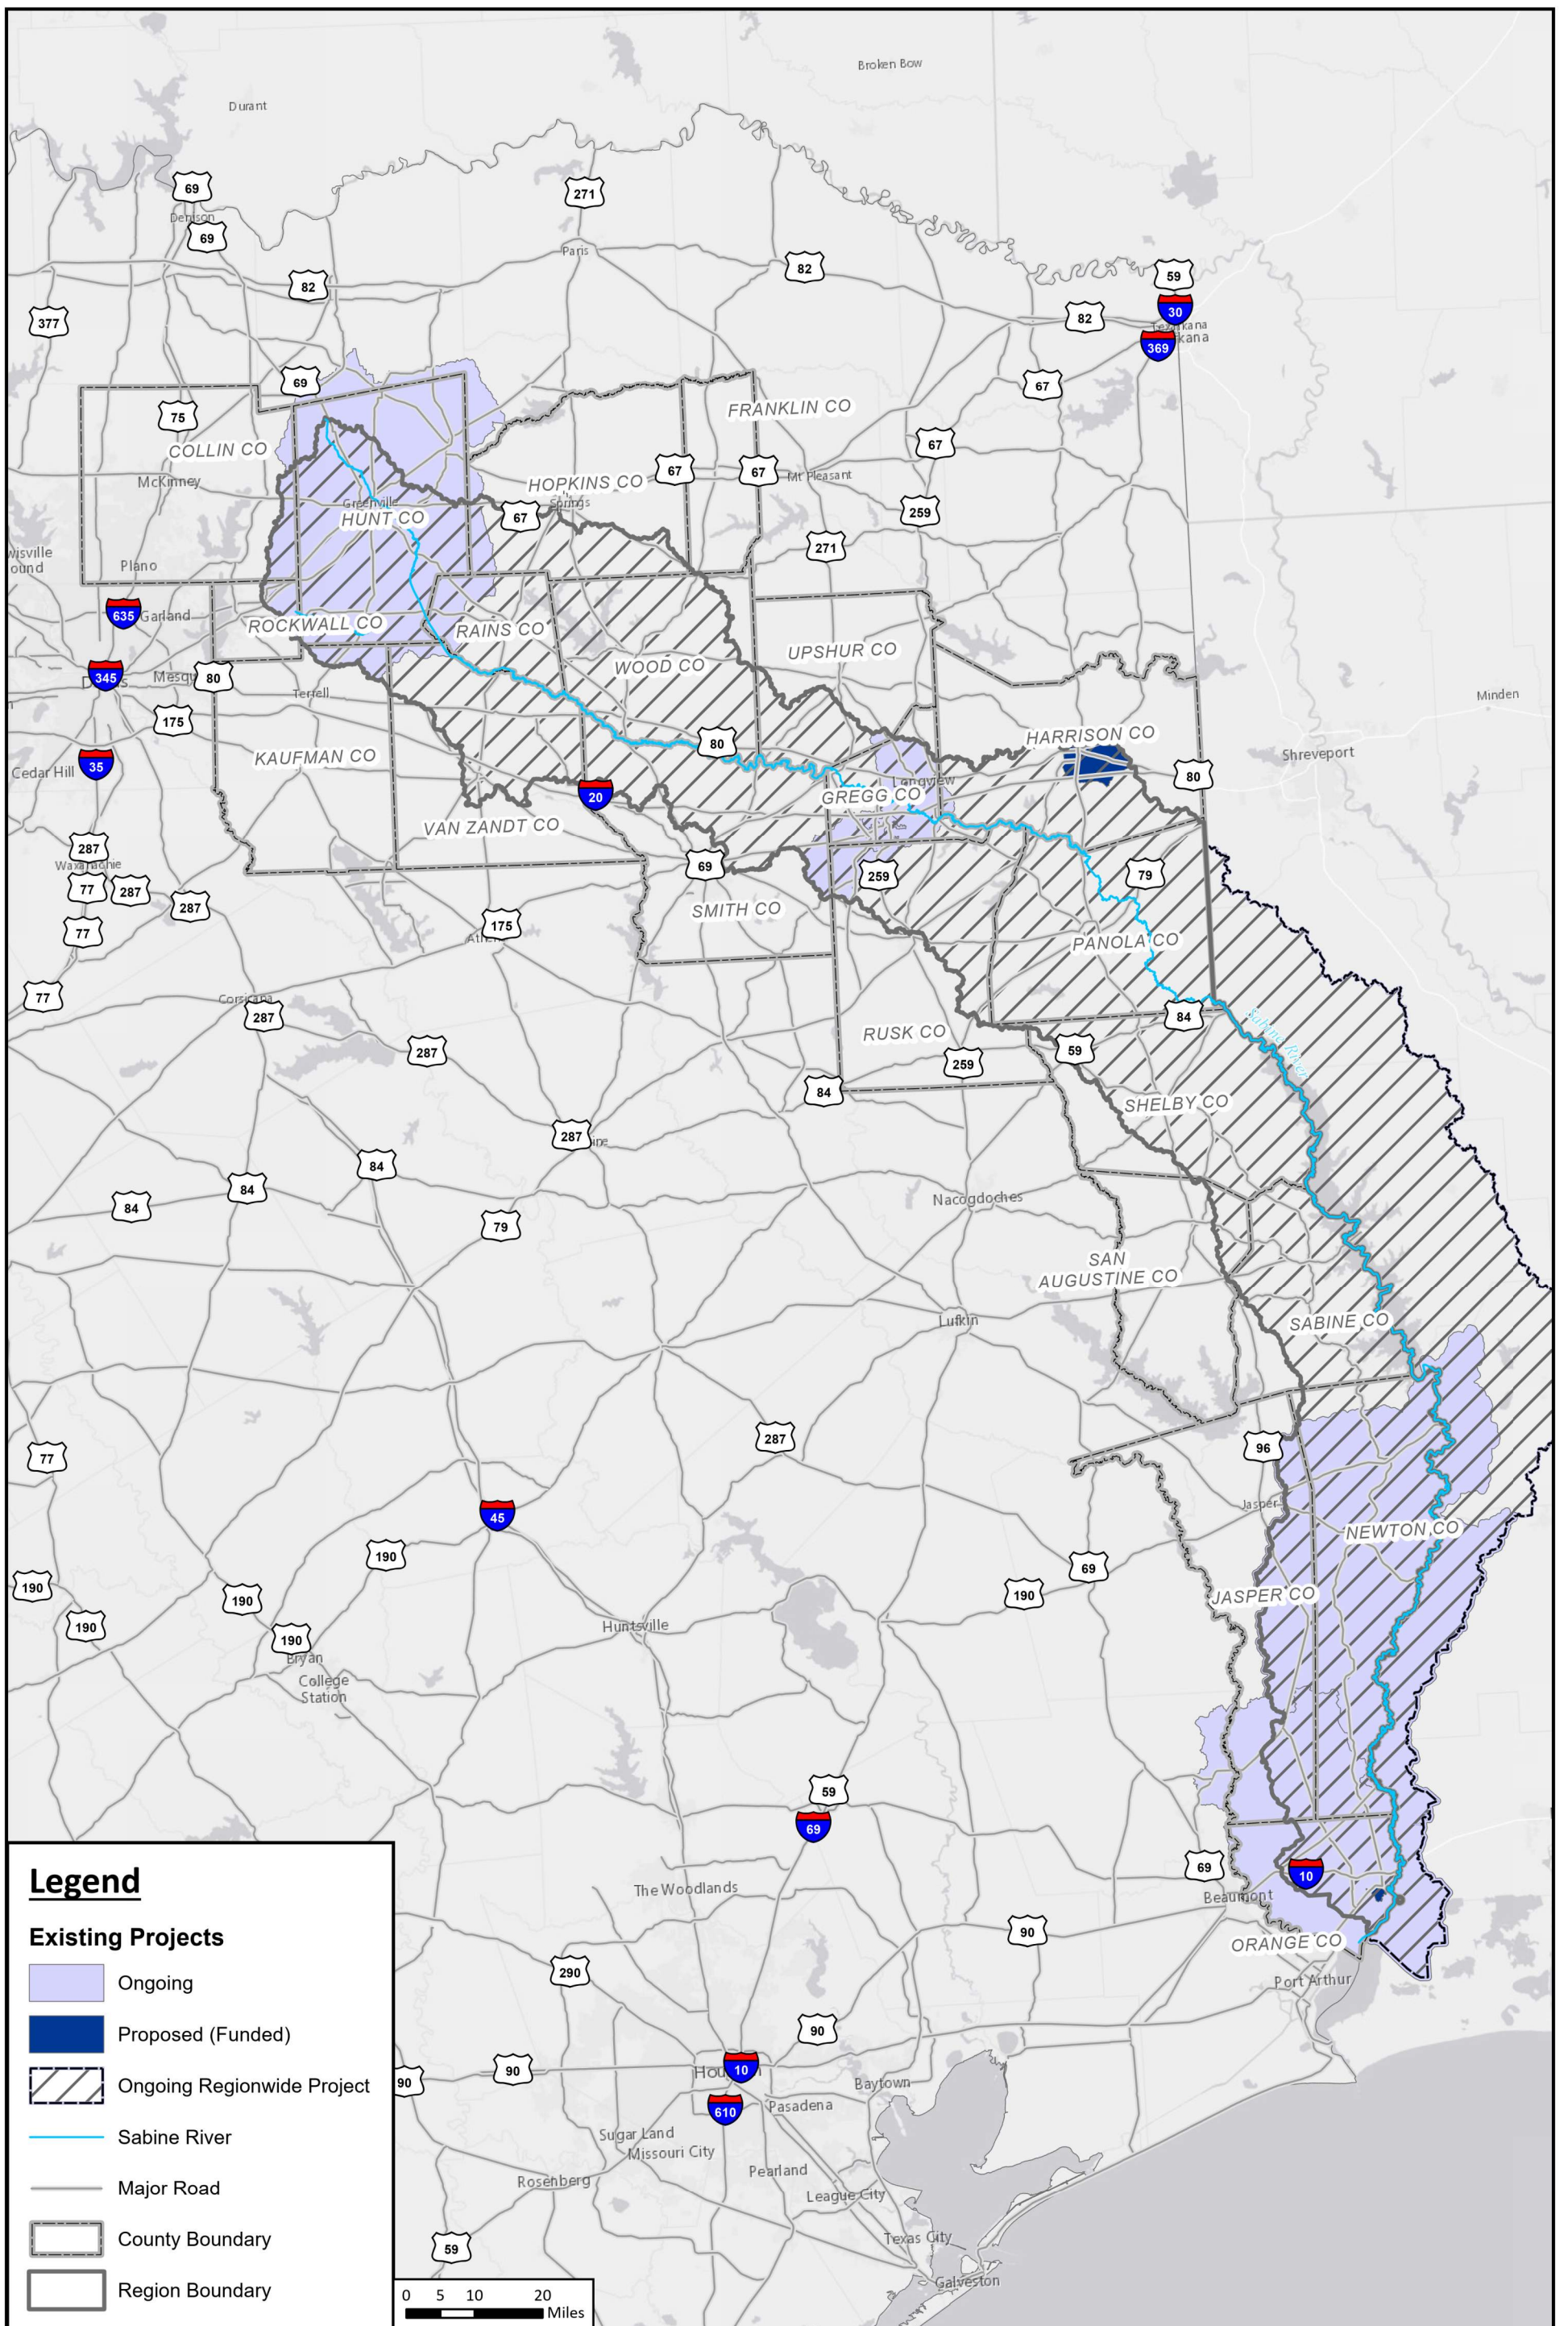 Broken Bow
Durant
69
271
Denison
69
Paris
82
59
82
30
377
82
369
67
69
75
FRANKLIN CO
67
COLLIN CO
67
67
McKinney
HOPKINS CO
Mt Pleasant
Springs
Greenville
67
259
HUNT CO
271
Plano
635
Garland
ROCKWALL CO
RAINS CO
UPSHUR CO
WOOD CO
345
80
Terrell
Minden
175
HARRISON CO
80
KAUFMAN CO
Shreveport
35
Cedar Hill
80
Longview
20
GREGG CO
VAN ZANDT CO
287
Waxahachie
69
79
259
77
287
287
SMITH CO
175
77
PANOLA CO
77
Corsicana
287
84
Sabine River
RUSK CO
287
59
259
84
SHELBY CO
287
84
84
84
Nacogdoches
79
SAN
AUGUSTINE CO
Lufkin
SABINE CO
287
96
77
Jasper
45
NEWTON CO
190
69
190
190
190
JASPER CO
190
Huntsville
190
Bryan
College
Station
59
69
69
10
The Woodlands
Beaumont
90
ORANGE CO
290
Port Arthur
90
10
90
90
Baytown
610
Pasadena
Sugar Land
Missouri City
Pearland
Rosenberg
League City
Texas City
59
Galveston
Legend
Existing Projects
Ongoing
Proposed (Funded)
Ongoing Regionwide Project
Sabine River
Major Road
County Boundary
Region Boundary
0 5 10 20
Miles